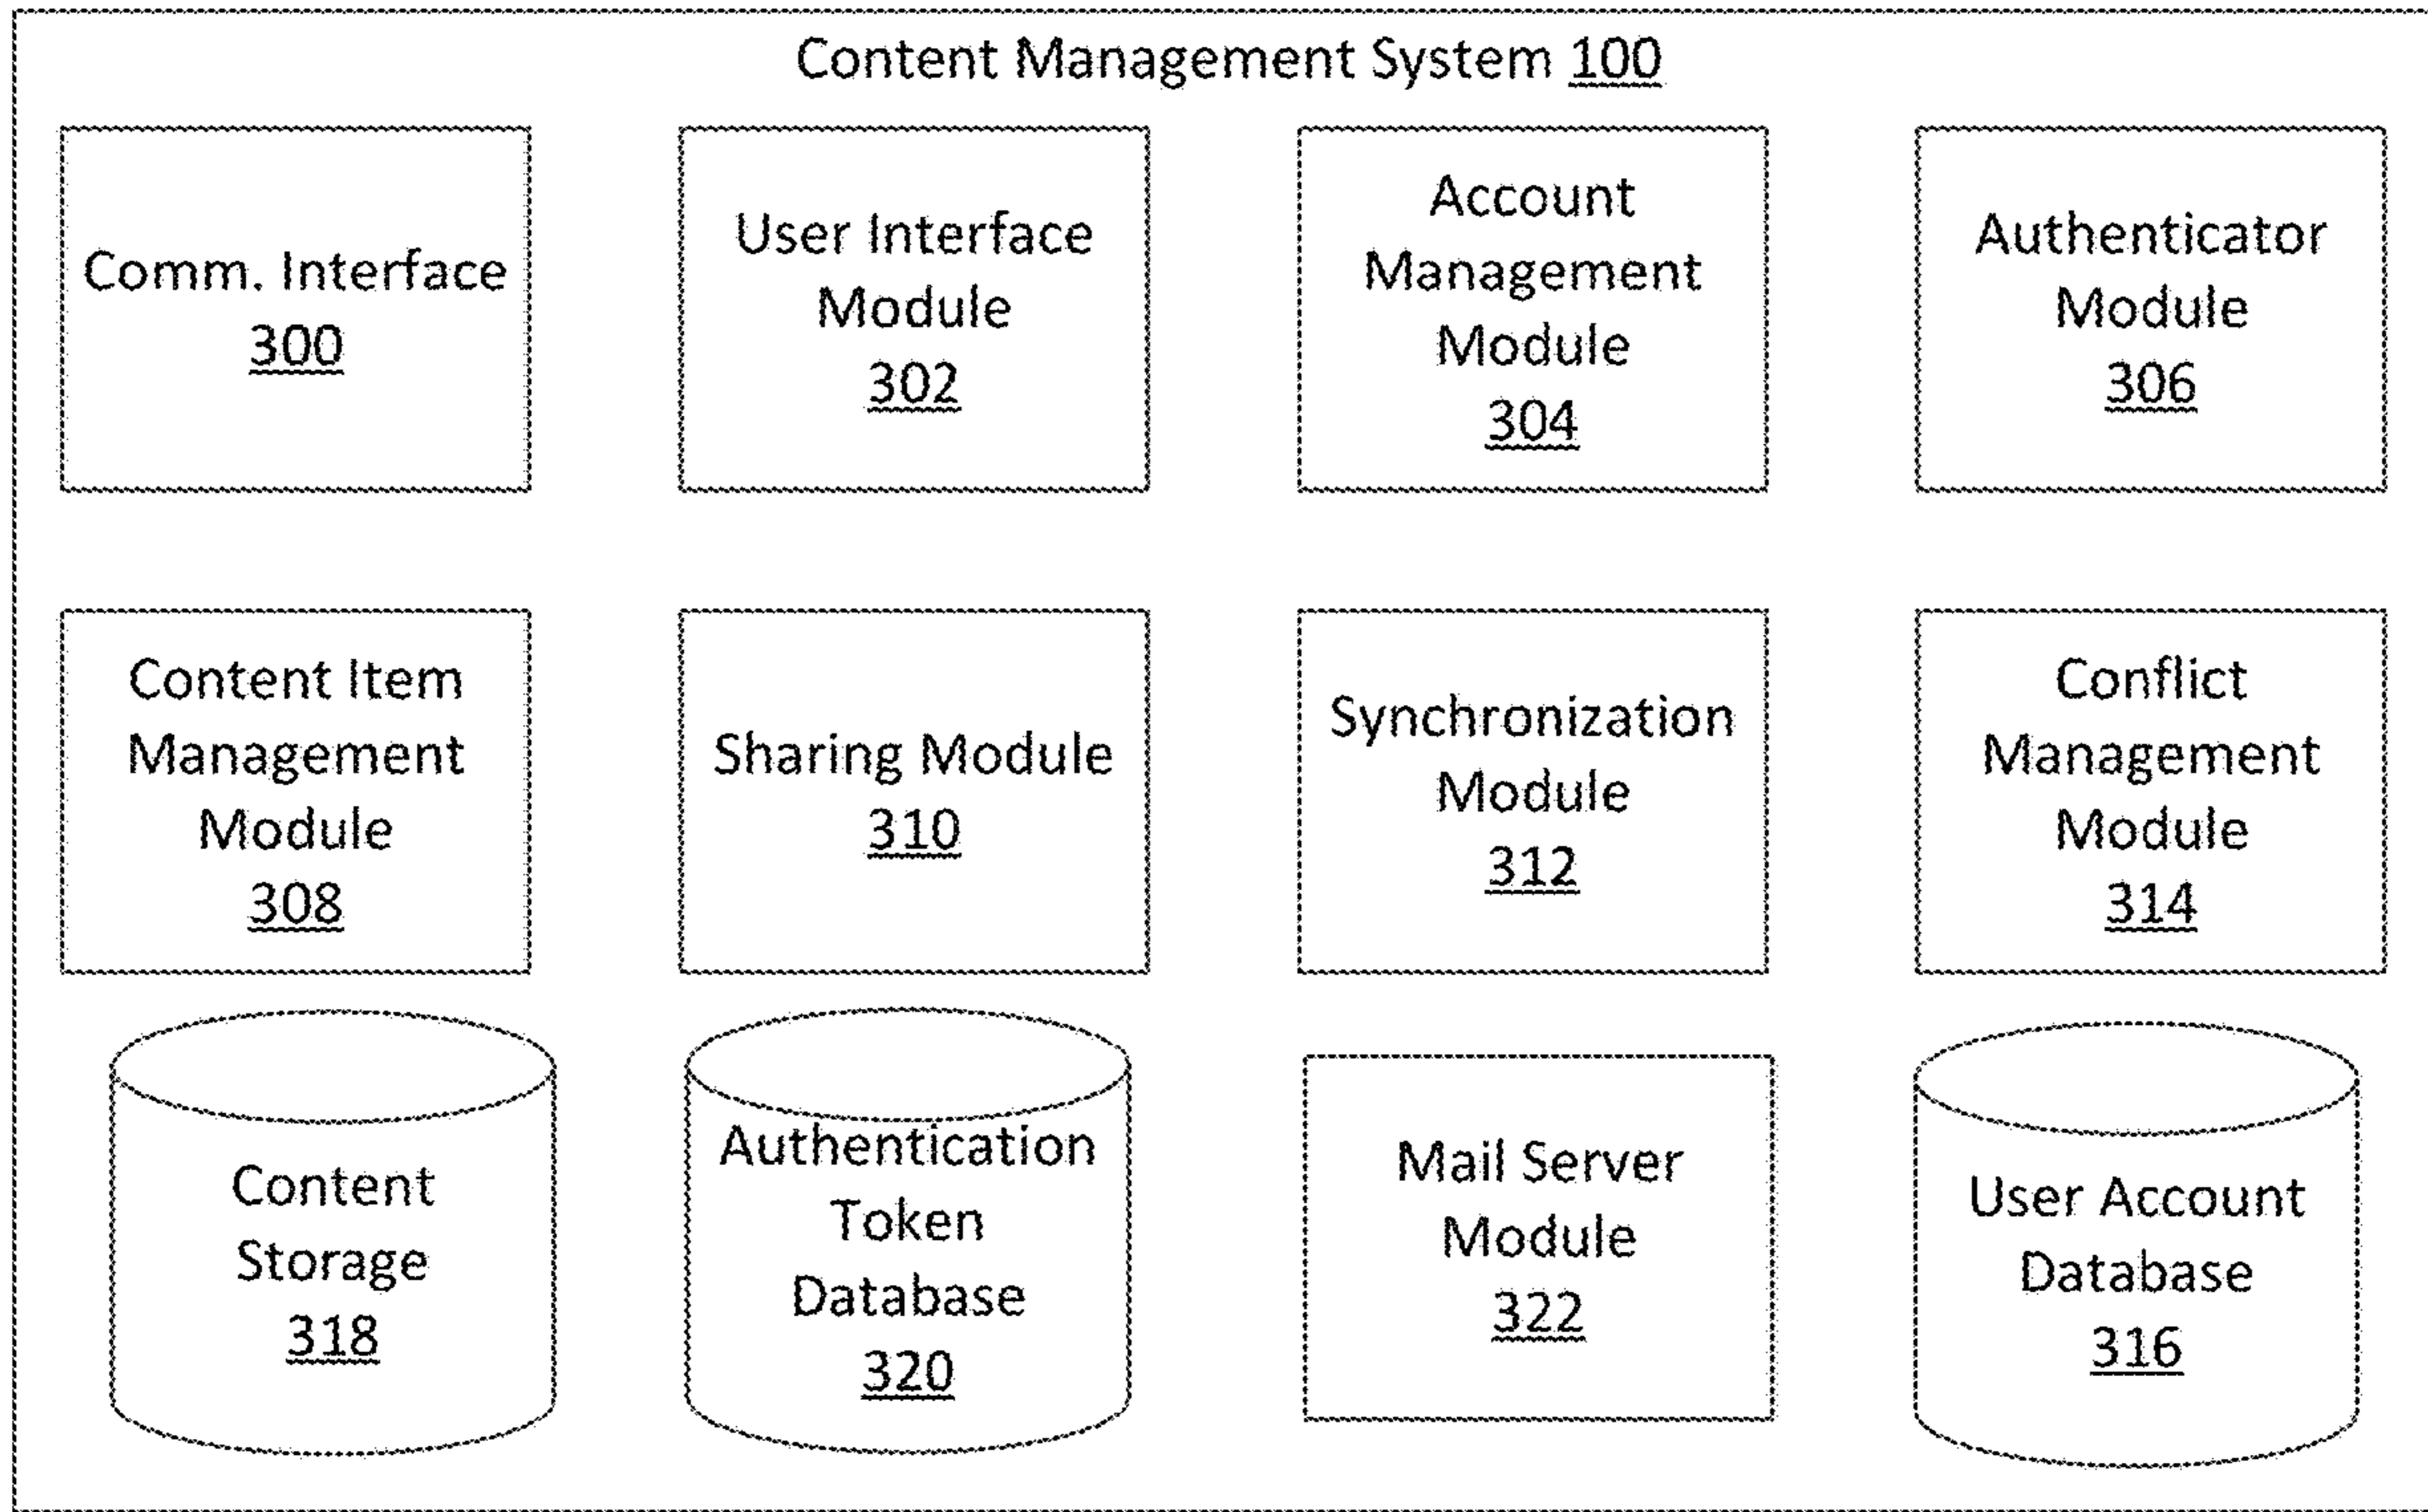 Content Management System 100
Comm. Interface
300
User Interface
Module
302
Account
Management
Module
304
Authenticator
Module
306
Content Item
Management
Module
308
Sharing Module
310
Synchronization
Module
312
Conflict
Management
Module
314
Content
Storage
318
Authentication
Token
Database
320
Mail Server
Module
322
User Account
Database
316